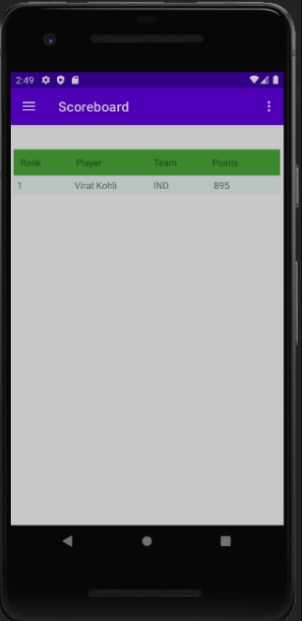 2:49
Scoreboard
Rank Player Team Points
1 Virat Kohli IND 895